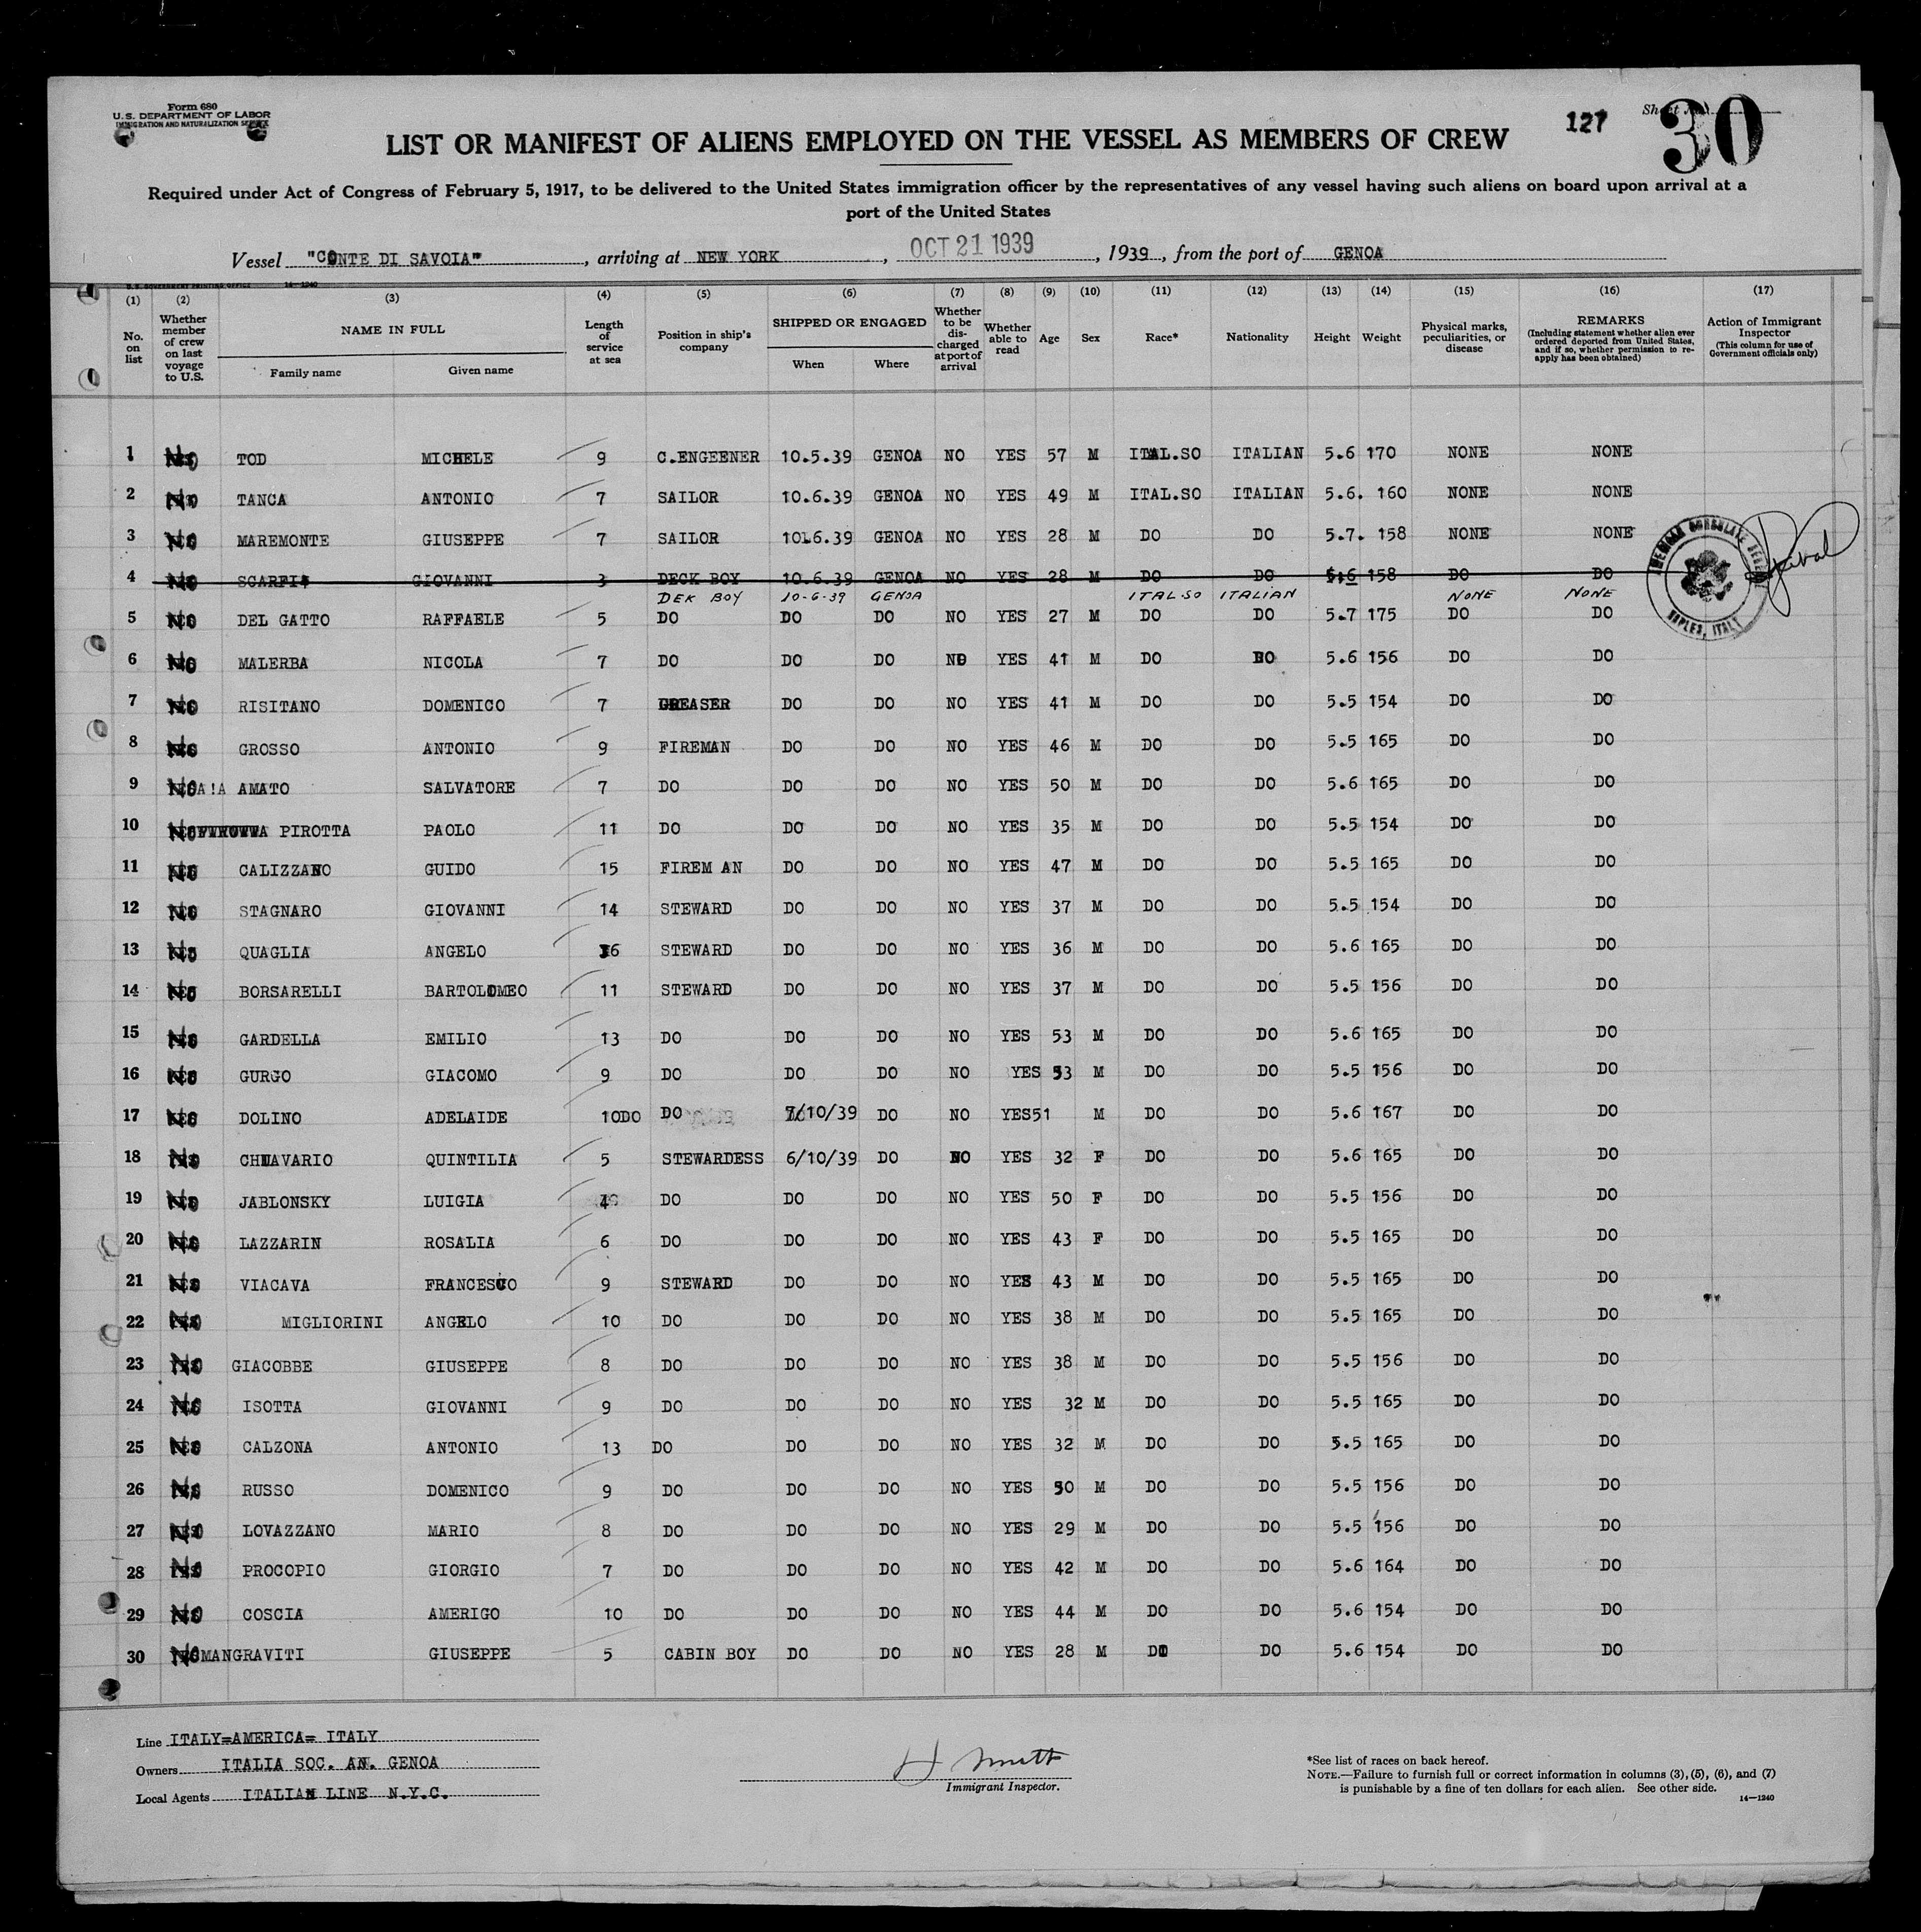 Form 680
U.S. DEPARTMENT OF LABOR
IMMIGRATION AND NATURALIZATION SERVICE
127
30
LIST OR MANIFEST OF ALIENS EMPLOYED ON THE VESSEL AS MEMBERS OF CREW
Required under Act of Congress of February 5, 1917, to be delivered to the United States immigration officer by the representatives of any vessel having such aliens on board upon arrival at a
port of the United States
Vessel "CONTE DI SAVOIA", arriving at NEW YORK, OCT 21 1939, 1939, from the port of GENOA
U.S. GOVERNMENT PRINTING OFFICE 14—1240
(1) (2) (3) (4) (5) (6) (7) (8) (9) (10) (11) (12) (13) (14) (15) (16) (17)
No. on list
Whether member of crew on last voyage to U.S.
NAME IN FULL
Family name Given name
Length of service at sea
Position in ship's company
SHIPPED OR ENGAGED
When Where
Whether to be discharged at port of arrival
Whether able to read
Age
Sex
Race*
Nationality
Height
Weight
Physical marks, peculiarities, or disease
REMARKS
(Including statement whether alien ever ordered deported from United States, and if so, whether permission to reapply has been obtained)
Action of Immigrant Inspector
(This column for use of Government officials only)
1 No TOD MICHELE 9 C.ENGEENER 10.5.39 GENOA NO YES 57 M ITAL.SO ITALIAN 5.6 170 NONE NONE
2 No TANCA ANTONIO 7 SAILOR 10.6.39 GENOA NO YES 49 M ITAL.SO ITALIAN 5.6. 160 NONE NONE
3 No MAREMONTE GIUSEPPE 7 SAILOR 10.6.39 GENOA NO YES 28 M DO DO 5.7. 158 NONE NONE
4 No SCARFI GIOVANNI 3 DECK BOY 10.6.39 GENOA NO YES 28 M DO DO 5.6 158 DO DO
DEK BOY 10-6-39 GENOA ITAL-SO ITALIAN NONE NONE
5 No DEL GATTO RAFFAELE 5 DO DO DO NO YES 27 M DO DO 5.7 175 DO DO
6 No MALERBA NICOLA 7 DO DO DO NO YES 41 M DO DO 5.6 156 DO DO
7 No RISITANO DOMENICO 7 GREASER DO DO NO YES 41 M DO DO 5.5 154 DO DO
8 No GROSSO ANTONIO 9 FIREMAN DO DO NO YES 46 M DO DO 5.5 165 DO DO
9 No A!A AMATO SALVATORE 7 DO DO DO NO YES 50 M DO DO 5.6 165 DO DO
10 No PIROTTA PAOLO 11 DO DO DO NO YES 35 M DO DO 5.5 154 DO DO
11 No CALIZZANO GUIDO 15 FIREM AN DO DO NO YES 47 M DO DO 5.5 165 DO DO
12 No STAGNARO GIOVANNI 14 STEWARD DO DO NO YES 37 M DO DO 5.5 154 DO DO
13 No QUAGLIA ANGELO 16 STEWARD DO DO NO YES 36 M DO DO 5.6 165 DO DO
14 No BORSARELLI BARTOLOMEO 11 STEWARD DO DO NO YES 37 M DO DO 5.5 156 DO DO
15 No GARDELLA EMILIO 13 DO DO DO NO YES 53 M DO DO 5.6 165 DO DO
16 No GURGO GIACOMO 9 DO DO DO NO YES 53 M DO DO 5.5 156 DO DO
17 No DOLINO ADELAIDE 10DO DO 7/10/39 DO NO YES51 M DO DO 5.6 167 DO DO
18 No CHIAVARIO QUINTILIA 5 STEWARDESS 6/10/39 DO NO YES 32 F DO DO 5.6 165 DO DO
19 No JABLONSKY LUIGIA 4 DO DO DO NO YES 50 F DO DO 5.5 156 DO DO
20 No LAZZARIN ROSALIA 6 DO DO DO NO YES 43 F DO DO 5.5 165 DO DO
21 No VIACAVA FRANCESCO 9 STEWARD DO DO NO YES 43 M DO DO 5.5 165 DO DO
22 No MIGLIORINI ANGELO 10 DO DO DO NO YES 38 M DO DO 5.5 165 DO DO
23 No GIACOBBE GIUSEPPE 8 DO DO DO NO YES 38 M DO DO 5.5 156 DO DO
24 No ISOTTA GIOVANNI 9 DO DO DO NO YES 32 M DO DO 5.5 165 DO DO
25 No CALZONA ANTONIO 13 DO DO DO NO YES 32 M DO DO 5.5 165 DO DO
26 No RUSSO DOMENICO 9 DO DO DO NO YES 30 M DO DO 5.5 156 DO DO
27 No LOVAZZANO MARIO 8 DO DO DO NO YES 29 M DO DO 5.5 156 DO DO
28 No PROCOPIO GIORGIO 7 DO DO DO NO YES 42 M DO DO 5.6 164 DO DO
29 No COSCIA AMERIGO 10 DO DO DO NO YES 44 M DO DO 5.6 154 DO DO
30 No MANGRAVITI GIUSEPPE 5 CABIN BOY DO DO NO YES 28 M DO DO 5.6 154 DO DO
AMERICAN CONSULATE GENERAL
NAPLES, ITALY
Line ITALY=AMERICA= ITALY
Owners ITALIA SOC. AN. GENOA
Local Agents ITALIAN LINE N.Y.C.
Immigrant Inspector.
*See list of races on back hereof.
NOTE.—Failure to furnish full or correct information in columns (3), (5), (6), and (7)
is punishable by a fine of ten dollars for each alien. See other side.
14—1240